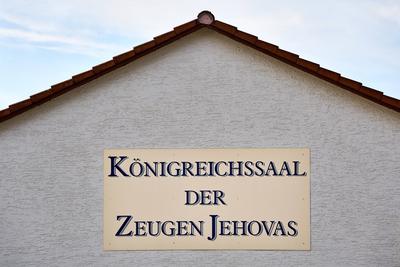 KÖNIGREICHSSAAL
DER
ZEUGEN JEHOVAS